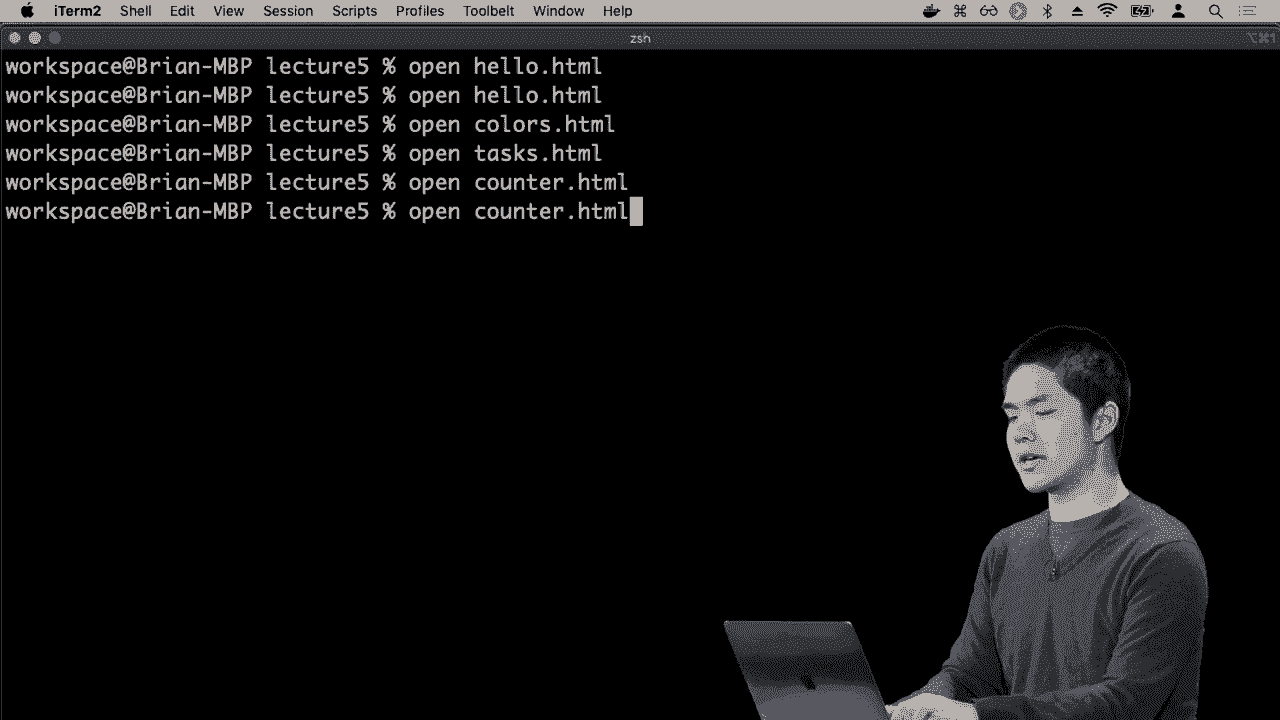 iTerm2 Shell Edit View Session Scripts Profiles Toolbelt Window Help
zsh ⌥⌘1
workspace@Brian-MBP lecture5 % open hello.html
workspace@Brian-MBP lecture5 % open hello.html
workspace@Brian-MBP lecture5 % open colors.html
workspace@Brian-MBP lecture5 % open tasks.html
workspace@Brian-MBP lecture5 % open counter.html
workspace@Brian-MBP lecture5 % open counter.html